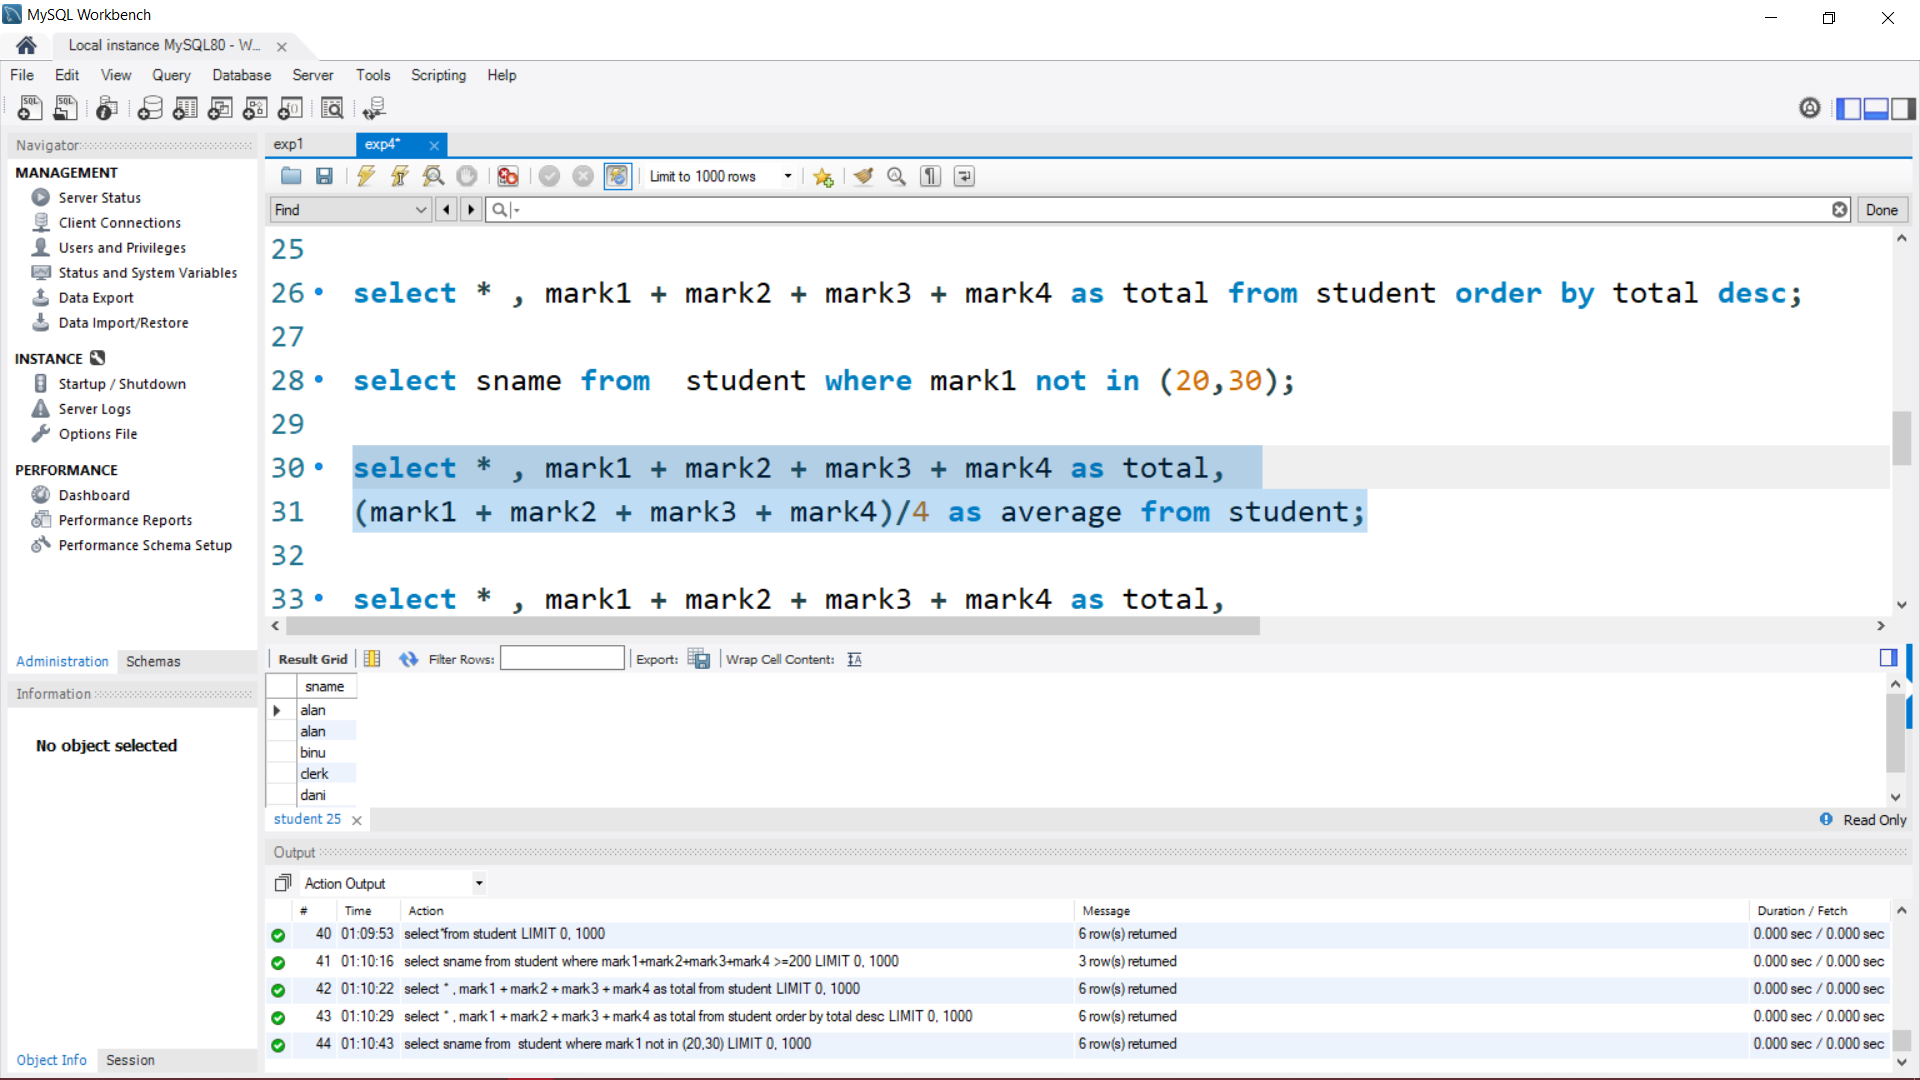 MySQL Workbench
Local instance MySQL80 - W...
File Edit View Query Database Server Tools Scripting Help
Navigator
MANAGEMENT
Server Status
Client Connections
Users and Privileges
Status and System Variables
Data Export
Data Import/Restore
INSTANCE
Startup / Shutdown
Server Logs
Options File
PERFORMANCE
Dashboard
Performance Reports
Performance Schema Setup
Administration Schemas
Information
No object selected
Object Info Session
exp1 exp4*
Limit to 1000 rows
Find Done
25
26 select * , mark1 + mark2 + mark3 + mark4 as total from student order by total desc;
27
28 select sname from  student where mark1 not in (20,30);
29
30 select * , mark1 + mark2 + mark3 + mark4 as total,
31 (mark1 + mark2 + mark3 + mark4)/4 as average from student;
32
33 select * , mark1 + mark2 + mark3 + mark4 as total,
Result Grid Filter Rows: Export: Wrap Cell Content:
sname
alan
alan
binu
clerk
dani
student 25 Read Only
Output
Action Output
# Time Action Message Duration / Fetch
40 01:09:53 select*from student LIMIT 0, 1000 6 row(s) returned 0.000 sec / 0.000 sec
41 01:10:16 select sname from student where mark1+mark2+mark3+mark4 >=200 LIMIT 0, 1000 3 row(s) returned 0.000 sec / 0.000 sec
42 01:10:22 select * , mark1 + mark2 + mark3 + mark4 as total from student LIMIT 0, 1000 6 row(s) returned 0.000 sec / 0.000 sec
43 01:10:29 select * , mark1 + mark2 + mark3 + mark4 as total from student order by total desc LIMIT 0, 1000 6 row(s) returned 0.000 sec / 0.000 sec
44 01:10:43 select sname from  student where mark1 not in (20,30) LIMIT 0, 1000 6 row(s) returned 0.000 sec / 0.000 sec